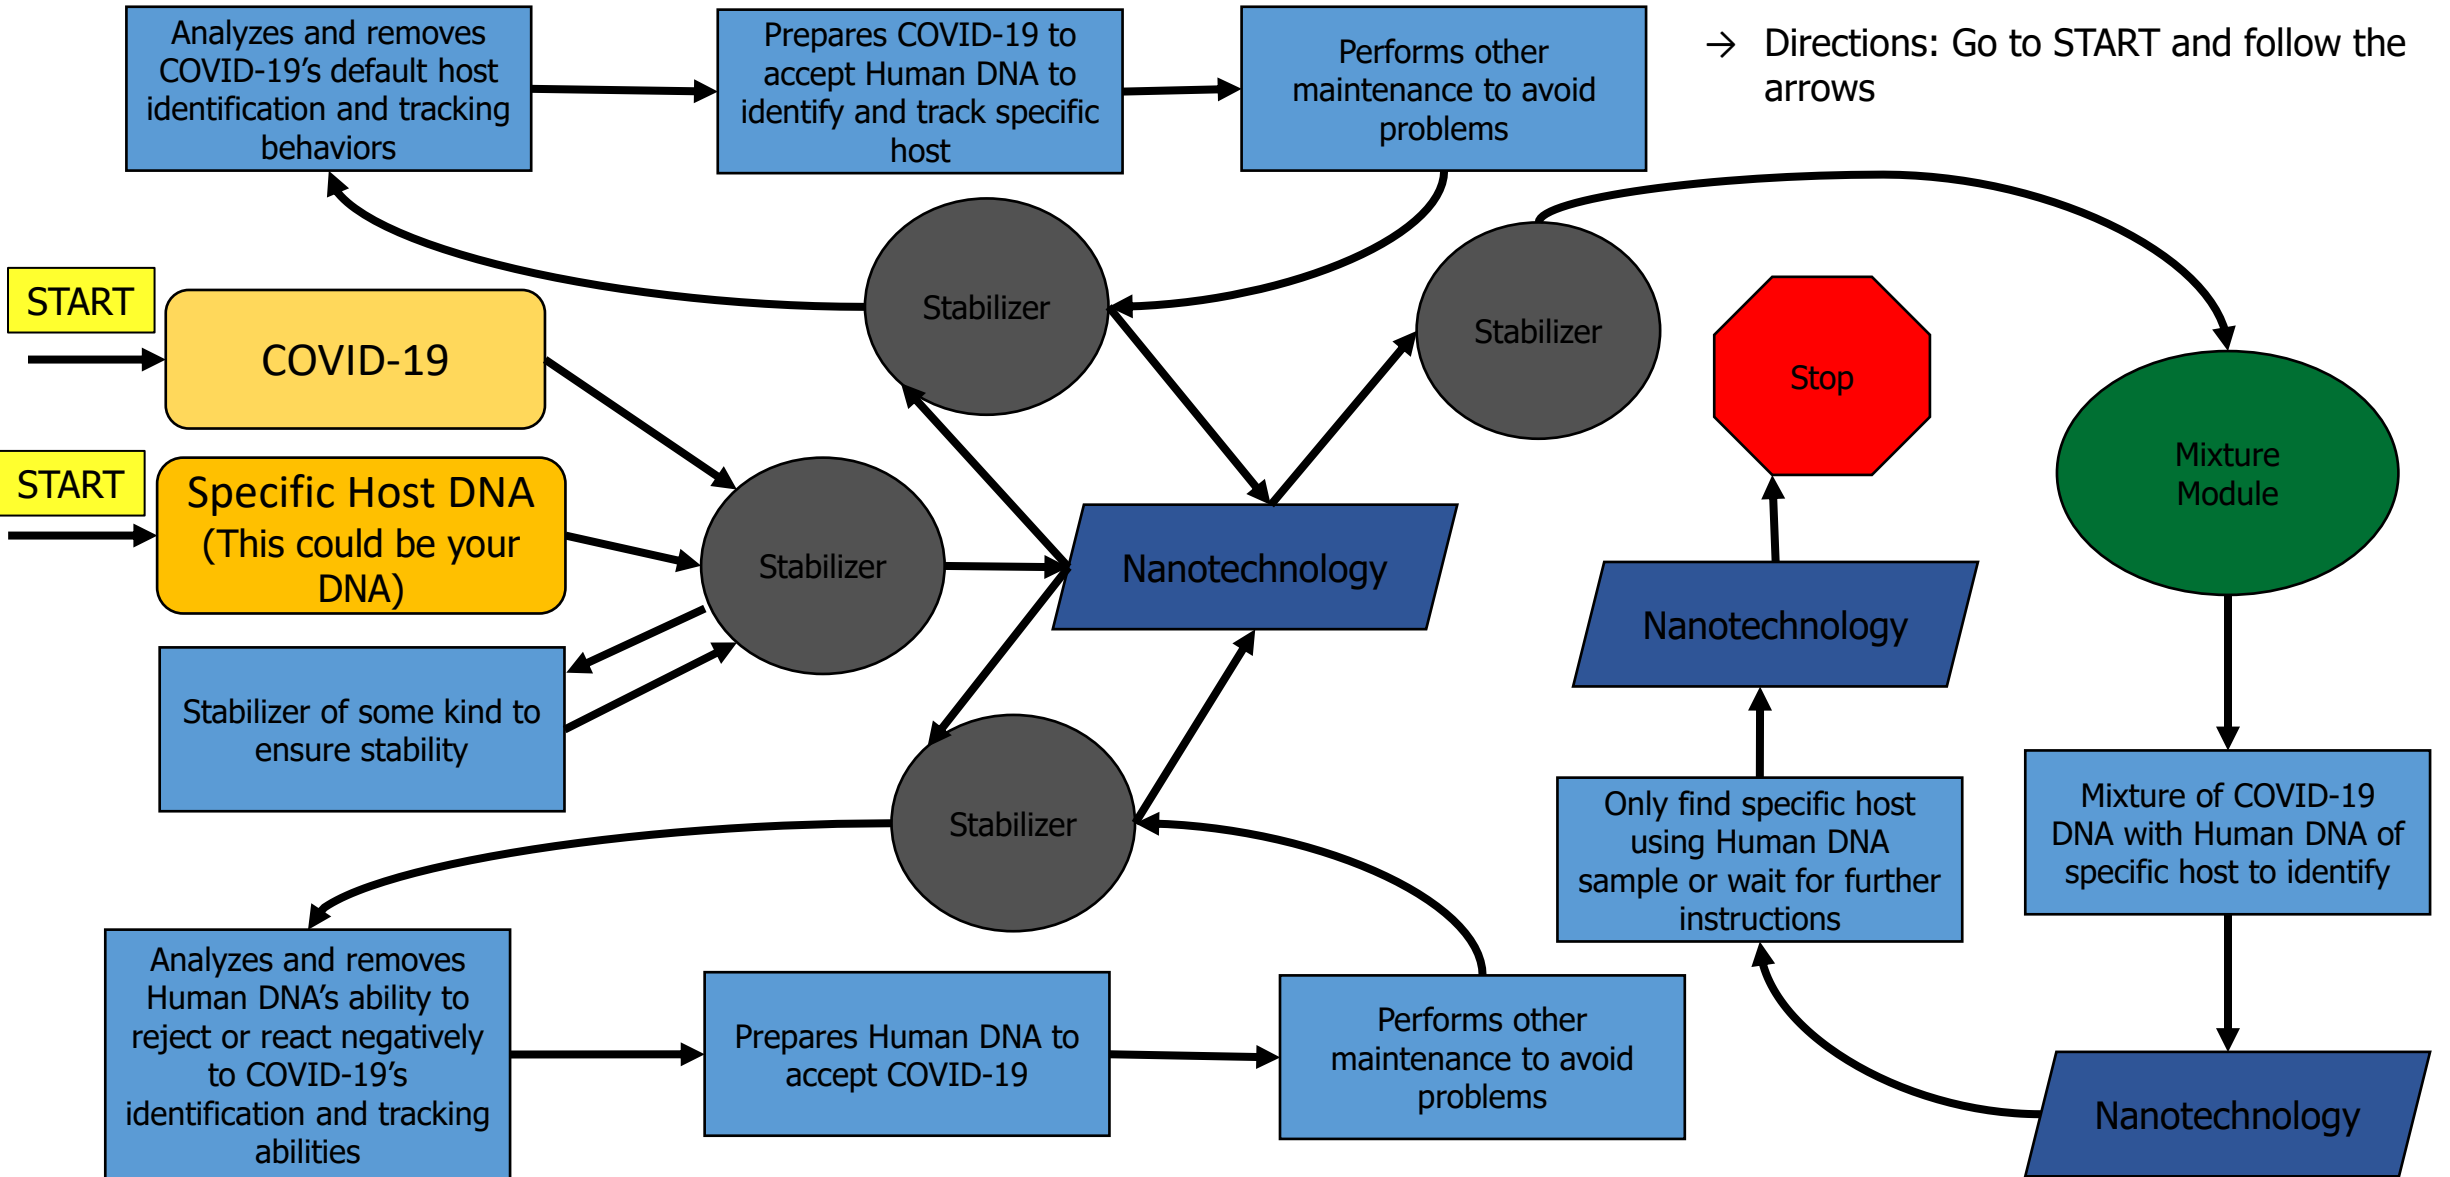 Analyzes and removes
COVID-19’s default host
identification and tracking
behaviors
Prepares COVID-19 to
accept Human DNA to
identify and track specific
host
Performs other
maintenance to avoid
problems
→ Directions: Go to START and follow the
arrows
START
COVID-19
Stabilizer
Stabilizer
Stop
Mixture
Module
START
Specific Host DNA
(This could be your
DNA)
Stabilizer
Nanotechnology
Nanotechnology
Stabilizer of some kind to
ensure stability
Stabilizer
Only find specific host
using Human DNA
sample or wait for further
instructions
Mixture of COVID-19
DNA with Human DNA of
specific host to identify
Analyzes and removes
Human DNA’s ability to
reject or react negatively
to COVID-19’s
identification and tracking
abilities
Prepares Human DNA to
accept COVID-19
Performs other
maintenance to avoid
problems
Nanotechnology